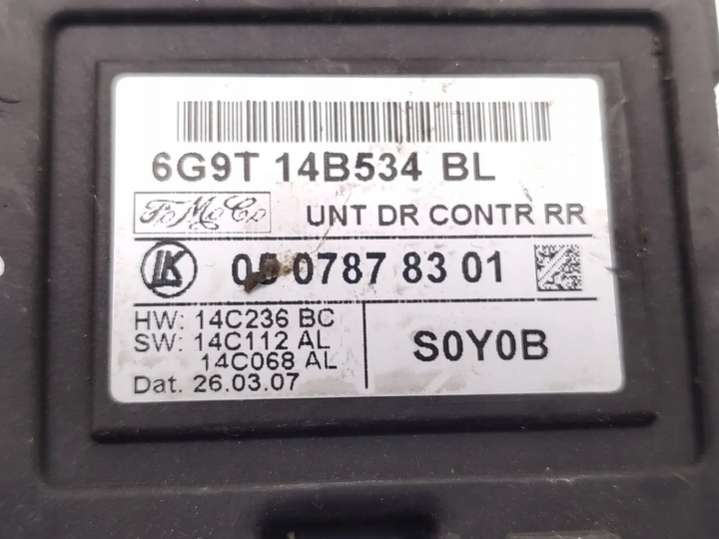 6G9T 14B534 BL
FoMoCo UNT DR CONTR RR
LK 05 0787 83 01
HW: 14C236 BC
SW: 14C112 AL
14C068 AL
S0Y0B
Dat. 26.03.07